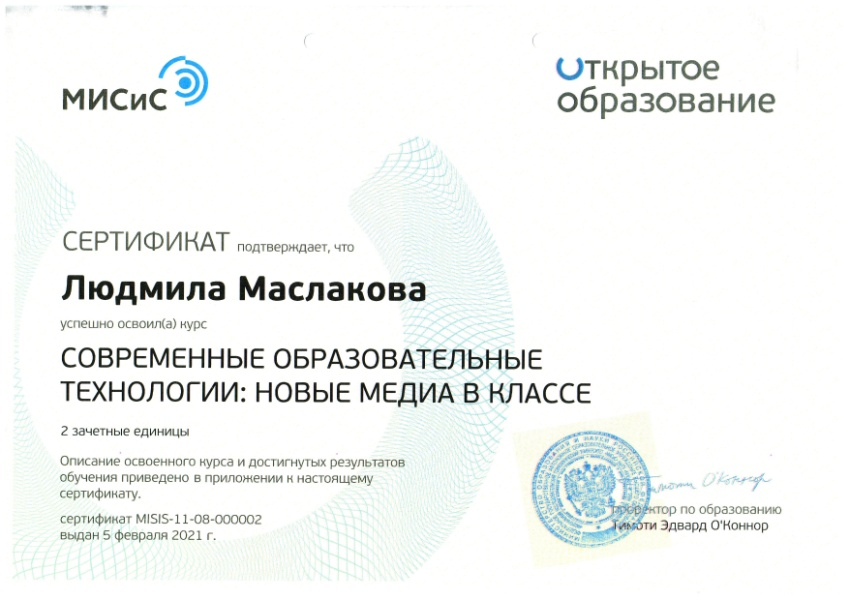 МИСиС
Открытое
образование
СЕРТИФИКАТ подтверждает, что
Людмила Маслакова
успешно освоил(а) курс
СОВРЕМЕННЫЕ ОБРАЗОВАТЕЛЬНЫЕ
ТЕХНОЛОГИИ: НОВЫЕ МЕДИА В КЛАССЕ
2 зачетные единицы
Описание освоенного курса и достигнутых результатов
обучения приведено в приложении к настоящему
сертификату.
сертификат MISIS-11-08-000002
выдан 5 февраля 2021 г.
Тимоти О'Коннор
Проректор по образованию
Тимоти Эдвард О'Коннор